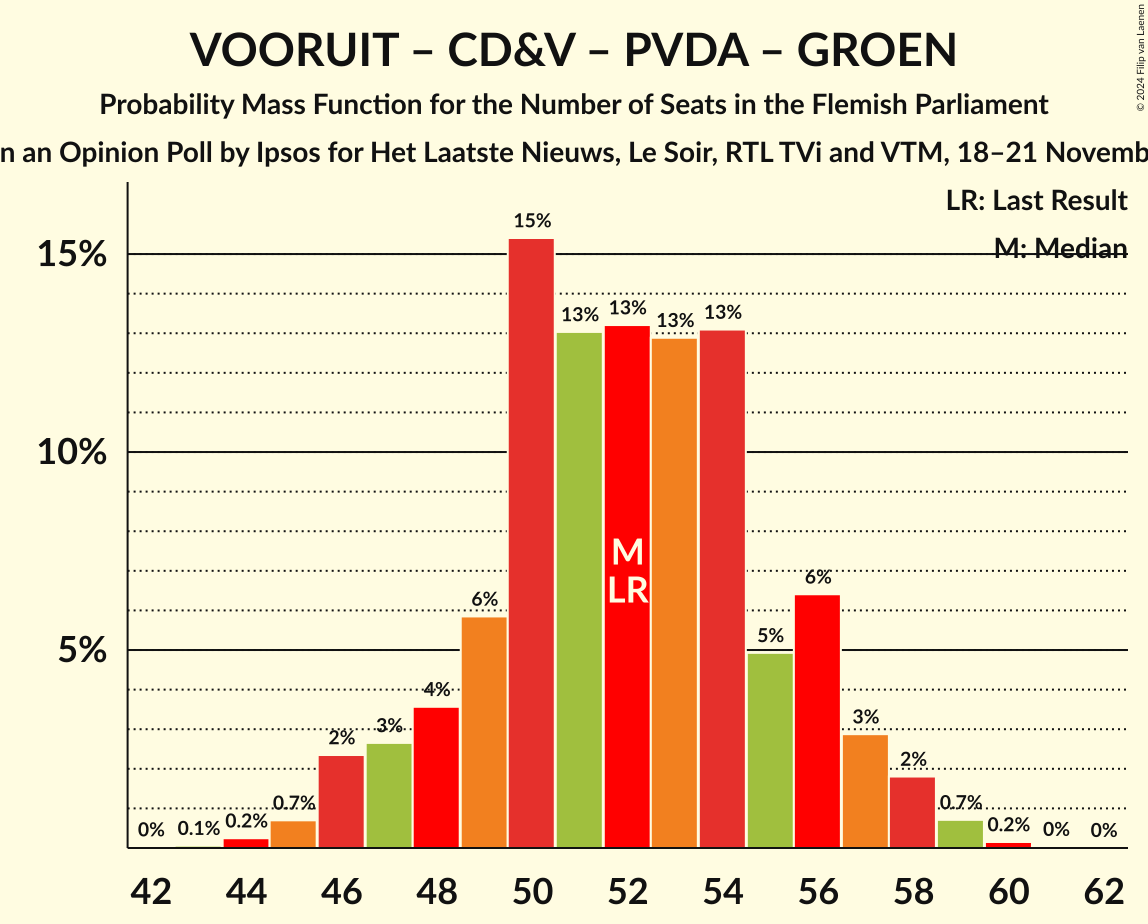 VOORUIT – CD&V – PVDA – GROEN
Probability Mass Function for the Number of Seats in the Flemish Parliament
an Opinion Poll by Ipsos for Het Laatste Nieuws, Le Soir, RTL TVi and VTM, 18–21
© 2024 Filip van Laenen
LR: Last Result
M: Median
15%
10%
5%
0% 0.1% 0.2% 0.7% 2% 3% 4% 6% 15% 13% 13% 13% 13% 5% 6% 3% 2% 0.7% 0.2% 0% 0%
M
LR
42 44 46 48 50 52 54 56 58 60 62